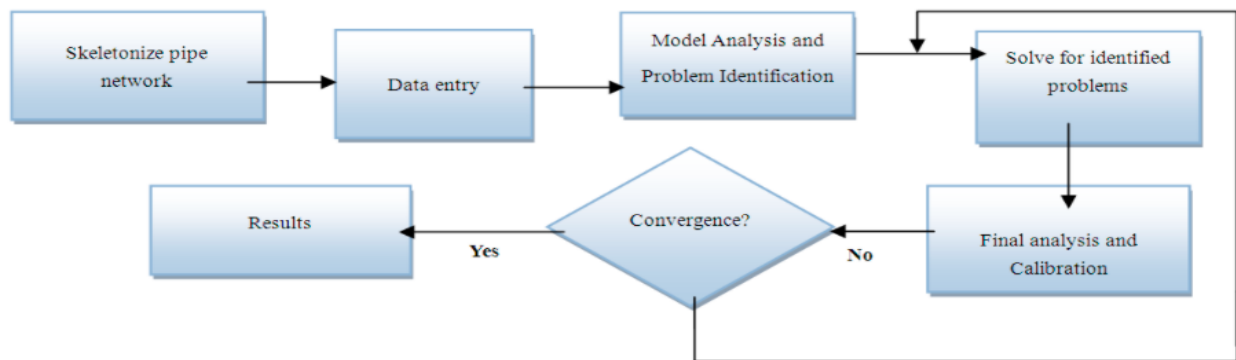 Skeletonize pipe
network
Data entry
Model Analysis and
Problem Identification
Solve for identified
problems
Final analysis and
Calibration
No
Convergence?
Yes
Results